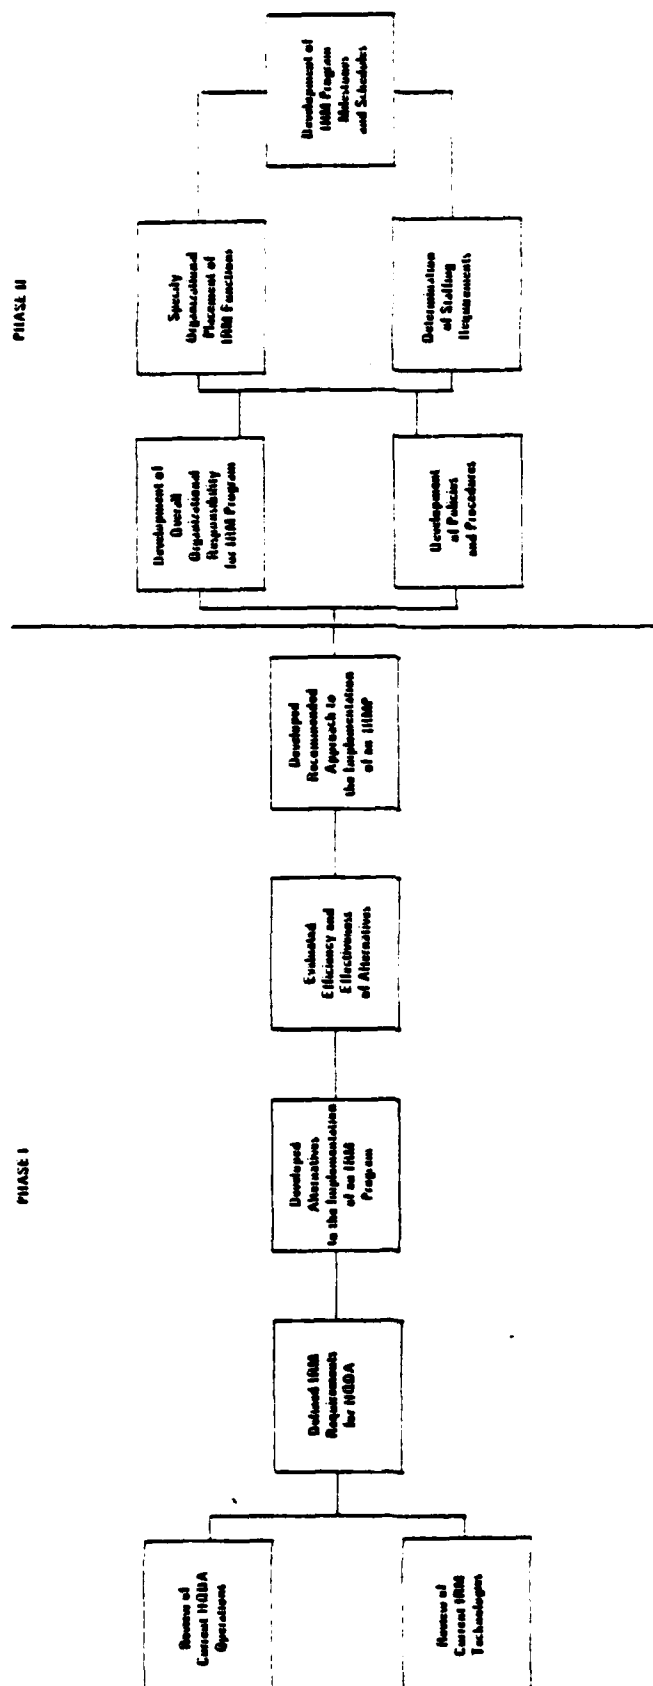 PHASE I
PHASE II
Review of
Current HQDA
Operations
Review of
Current IRM
Technologies
Defined IRM
Requirements
for HQDA
Developed
Alternatives
to the Implementation
of an IRM
Program
Evaluated
Efficiency and
Effectiveness
of Alternatives
Developed
Recommended
Approach to
the Implementation
of an IRMP
Development of
Overall
Organizational
Responsibility
for IRM Program
Development
of Policies
and Procedures
Specify
Organizational
Placement of
IRM Functions
Determination
of Staffing
Requirements
Development of
IRM Program
Milestones
and Schedules